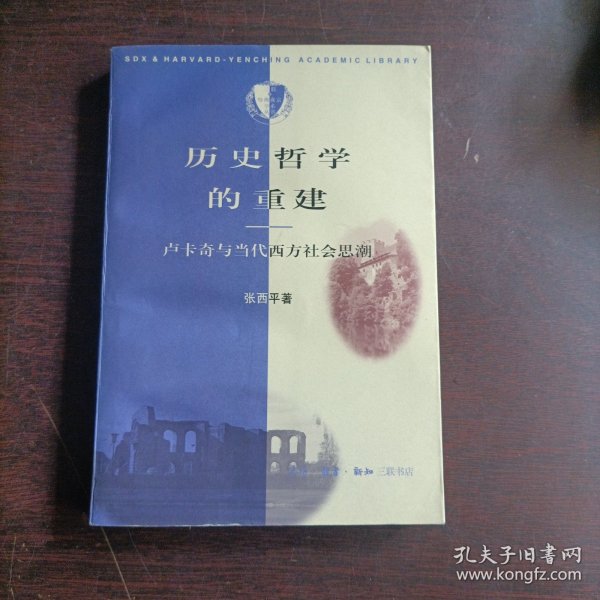 SDX & HARVARD-YENCHING ACADEMIC LIBRARY
历史哲学
的重建
卢卡奇与当代西方社会思潮
张西平著
读书·新知三联书店
孔夫子旧书网
www.kongfz.com